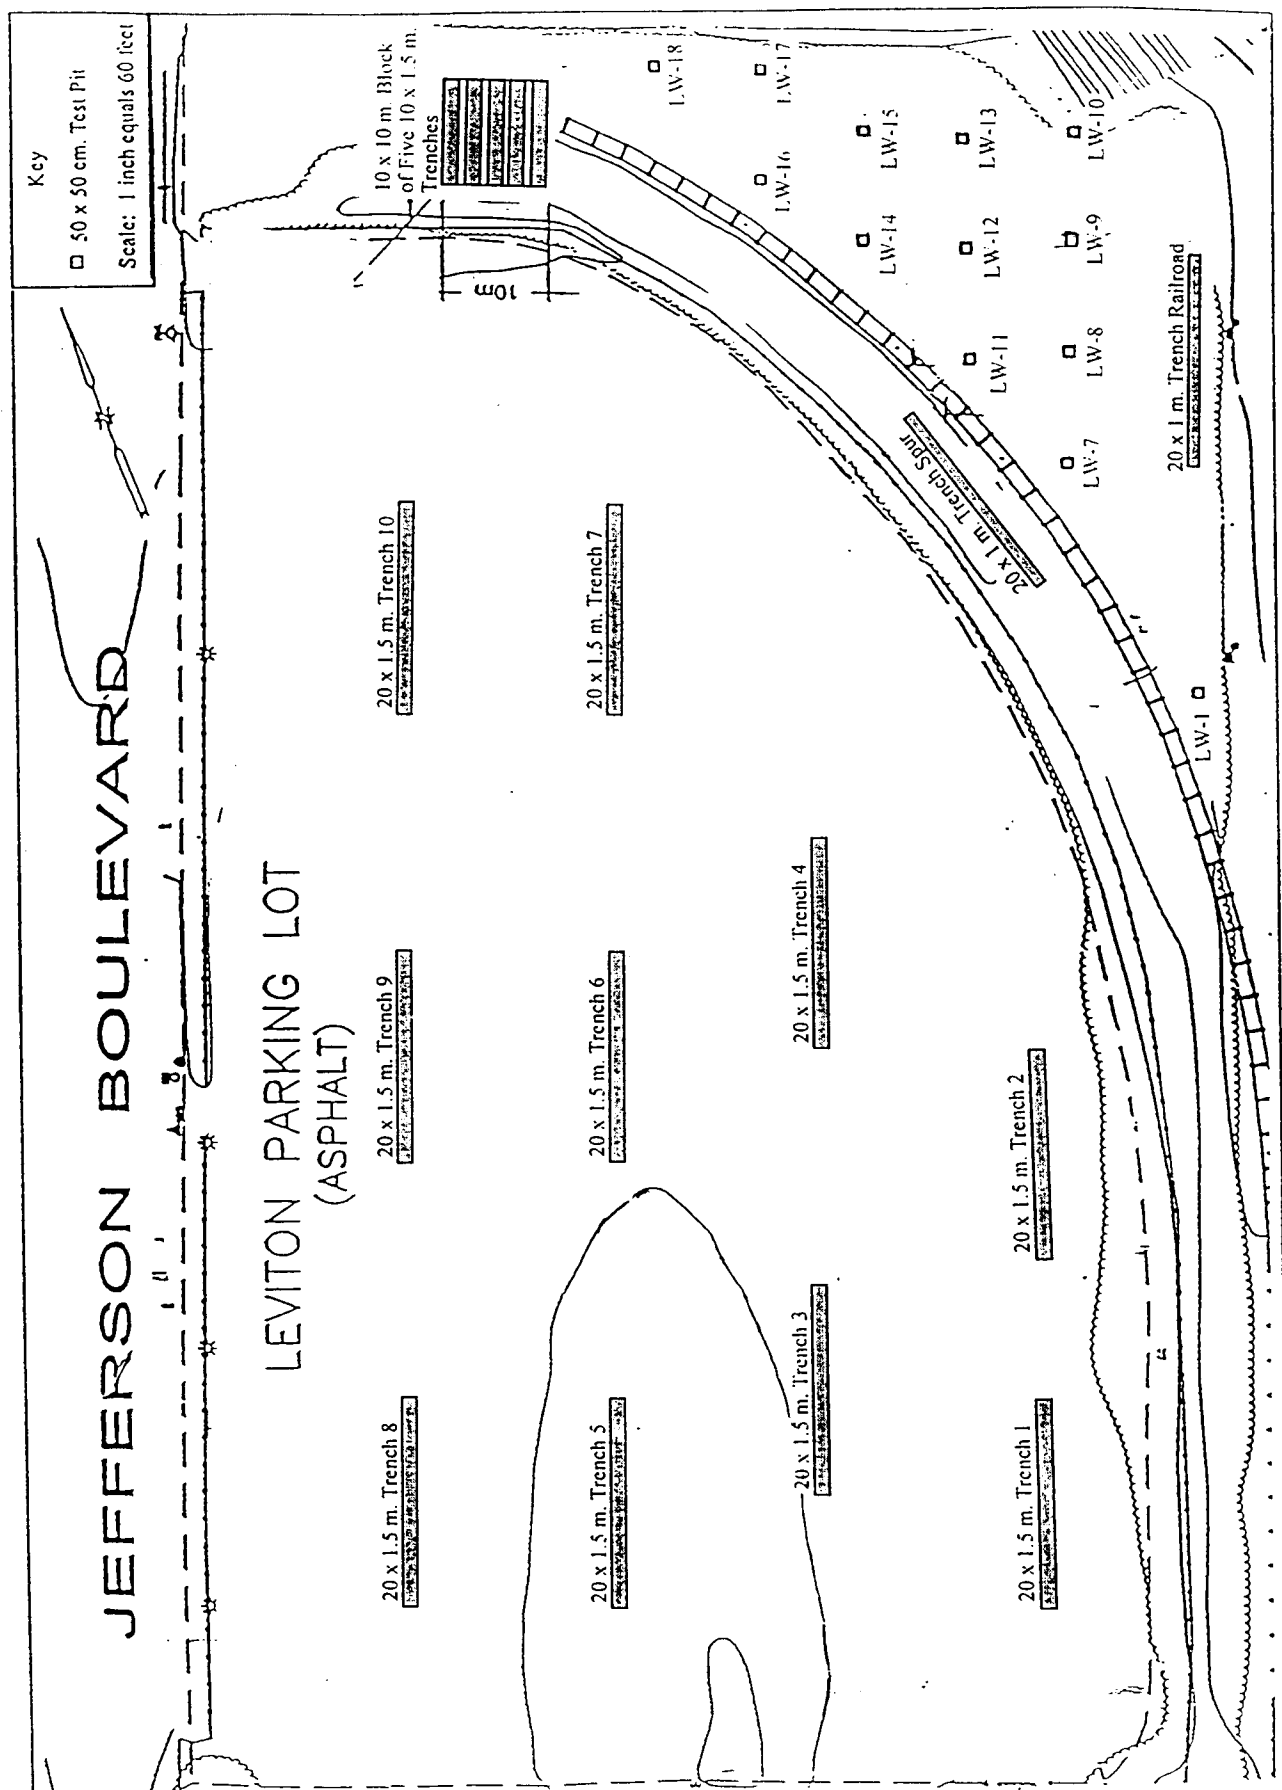 Key
50 x 50 cm. Test Pit
Scale: 1 inch equals 60 feet
JEFFERSON BOULEVARD
LEVITON PARKING LOT
(ASPHALT)
10 x 10 m. Block
of Five 10 x 1.5 m.
Trenches
10m
20 x 1.5 m. Trench 8
20 x 1.5 m. Trench 9
20 x 1.5 m. Trench 10
20 x 1.5 m. Trench 5
20 x 1.5 m. Trench 6
20 x 1.5 m. Trench 7
20 x 1.5 m. Trench 3
20 x 1.5 m. Trench 4
20 x 1.5 m. Trench 1
20 x 1.5 m. Trench 2
20 x 1 m. Trench Spur
20 x 1 m. Trench Railroad
LW-18
LW-17
LW-16
LW-15
LW-14
LW-13
LW-12
LW-11
LW-10
LW-9
LW-8
LW-7
LW-1